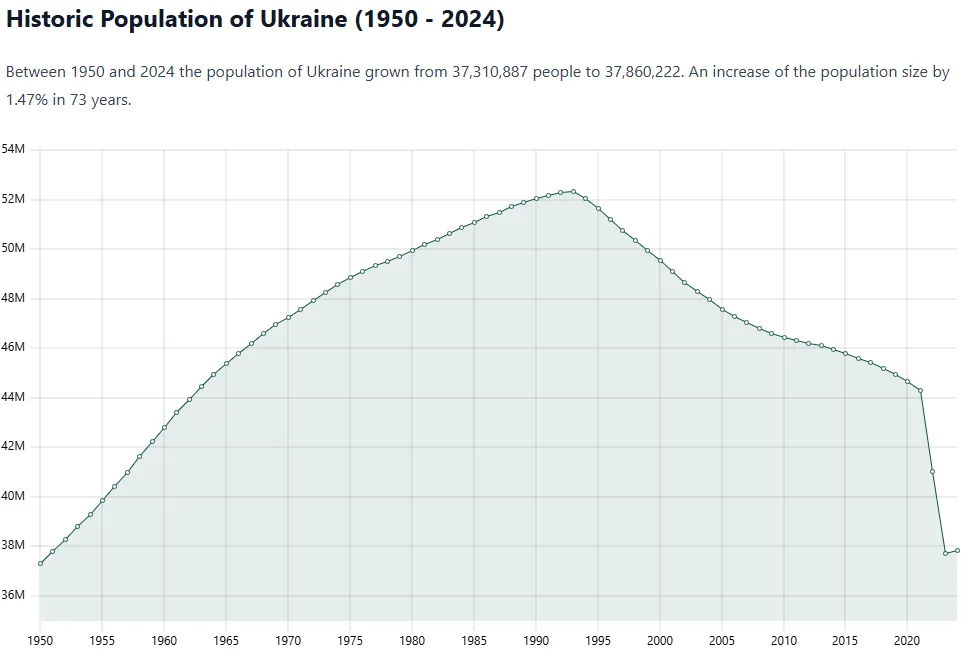 Historic Population of Ukraine (1950 - 2024)
Between 1950 and 2024 the population of Ukraine grown from 37,310,887 people to 37,860,222. An increase of the population size by
1.47% in 73 years.
54M
52M
50M
48M
46M
44M
42M
40M
38M
36M
1950 1955 1960 1965 1970 1975 1980 1985 1990 1995 2000 2005 2010 2015 2020